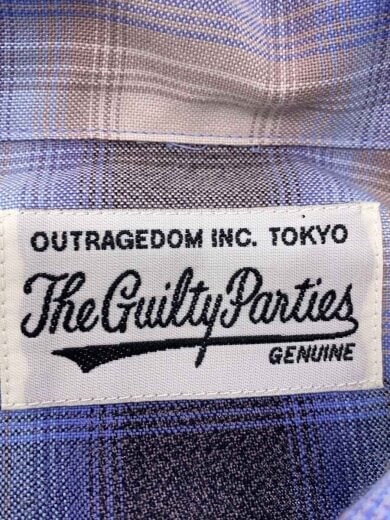 OUTRAGEDOM INC. TOKYO
The Guilty Parties
GENUINE